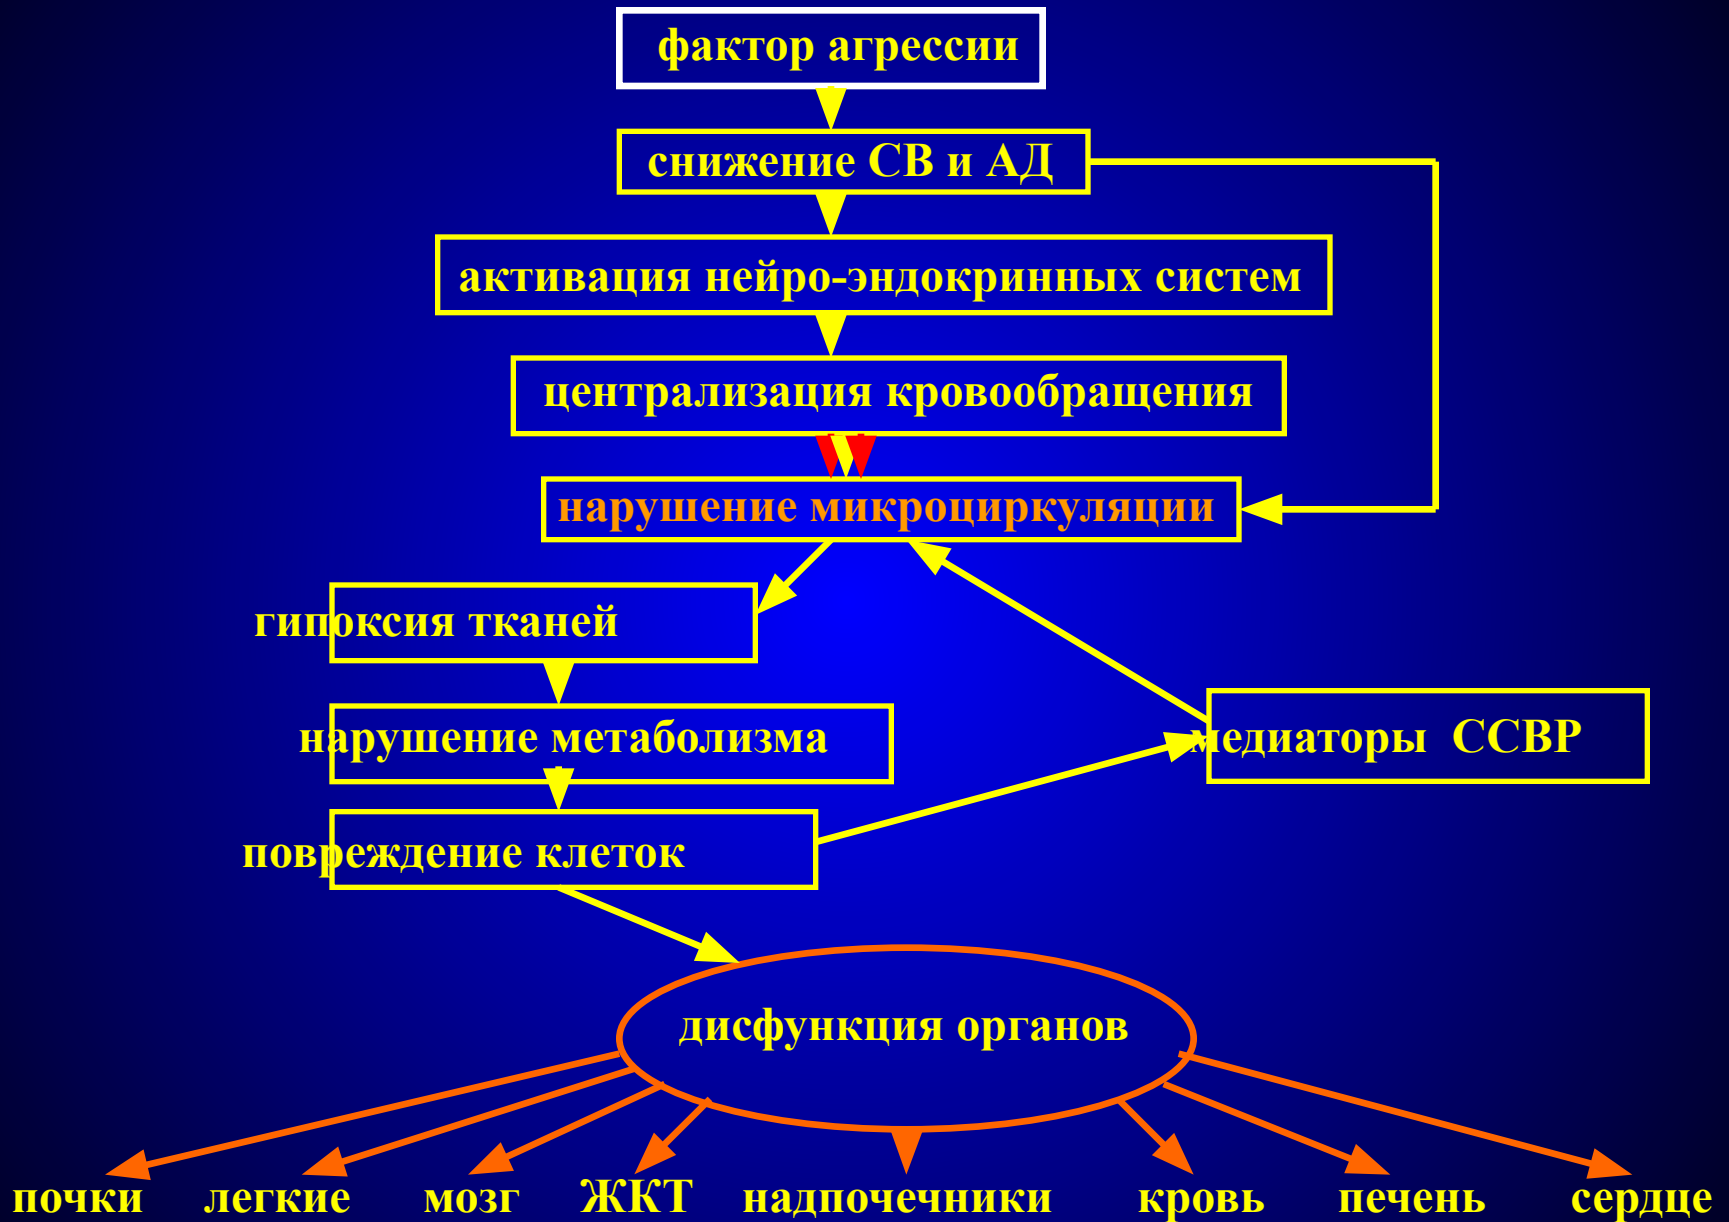 фактор агрессии
снижение СВ и АД
активация нейро-эндокринных систем
централизация кровообращения
нарушение микроциркуляции
гипоксия тканей
нарушение метаболизма
медиаторы ССВР
повреждение клеток
дисфункция органов
почки легкие мозг ЖКТ надпочечники кровь печень сердце